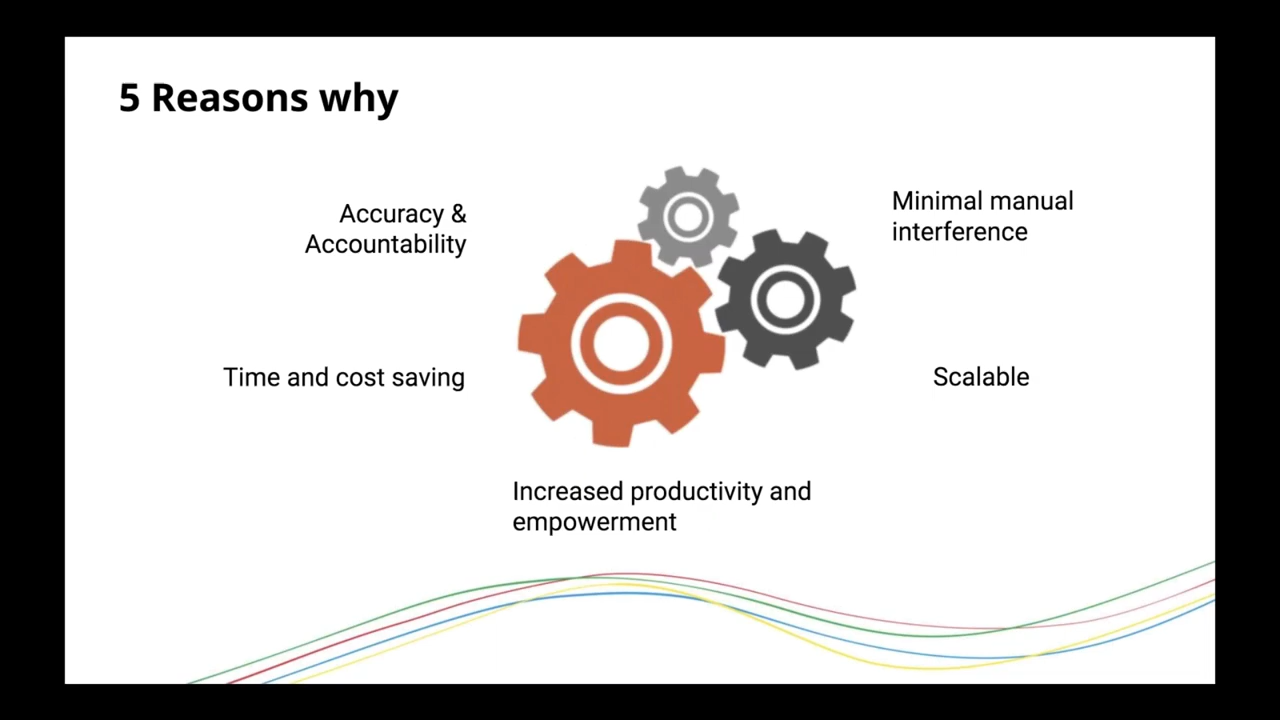 5 Reasons why
Accuracy &
Accountability
Minimal manual
interference
Time and cost saving
Scalable
Increased productivity and
empowerment